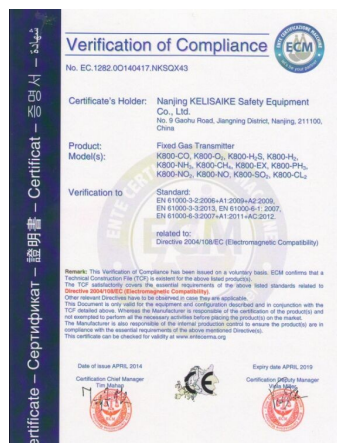 شهادة – 증명서 – Certificat – 證明書 – Сертификат – ertificate
Verification of Compliance
ECM
No. EC.1282.0O140417.NKSQX43
Certificate's Holder: Nanjing KELISAIKE Safety Equipment
Co., Ltd.
No. 9 Gaohu Road, Jiangning District, Nanjing, 211100,
China
Product: Fixed Gas Transmitter
Model(s): K800-CO, K800-O₂, K800-H₂S, K800-H₂,
K800-NH₃, K800-CH₄, K800-EX, K800-PH₃,
K800-NO₂, K800-NO, K800-SO₂, K800-CL₂
Verification to Standard:
EN 61000-3-2:2006+A1:2009+A2:2009,
EN 61000-3-3:2013, EN 61000-6-1: 2007,
EN 61000-6-3:2007+A1:2011+AC:2012.
related to:
Directive 2004/108/EC (Electromagnetic Compatibility)
Remark: This Verification of Compliance has been issued on a voluntary basis. ECM confirms that a
Technical Construction File (TCF) is existent for the above listed product(s).
The TCF satisfactorily covers the essential requirements of the above listed standards related to
Directive 2004/108/EC (Electromagnetic Compatibility).
Other relevant Directives have to be observed in case they are applicable.
This Document is only valid for the equipment and configuration described and in conjunction with the
TCF detailed above. Whereas the Manufacturer is responsible of the certification of the product(s) and
not exempted to perform all the necessary activities before placing the product(s) on the market.
The Manufacturer is also responsible of the internal production control to ensure the product(s) are in
compliance with the essential requirements of the above mentioned Directive(s).
This certificate can be checked for validity at www.entecerma.org
Date of Issue APRIL 2014 Expiry date APRIL 2019
Certification Chief Manager Certification Deputy Manager
CE